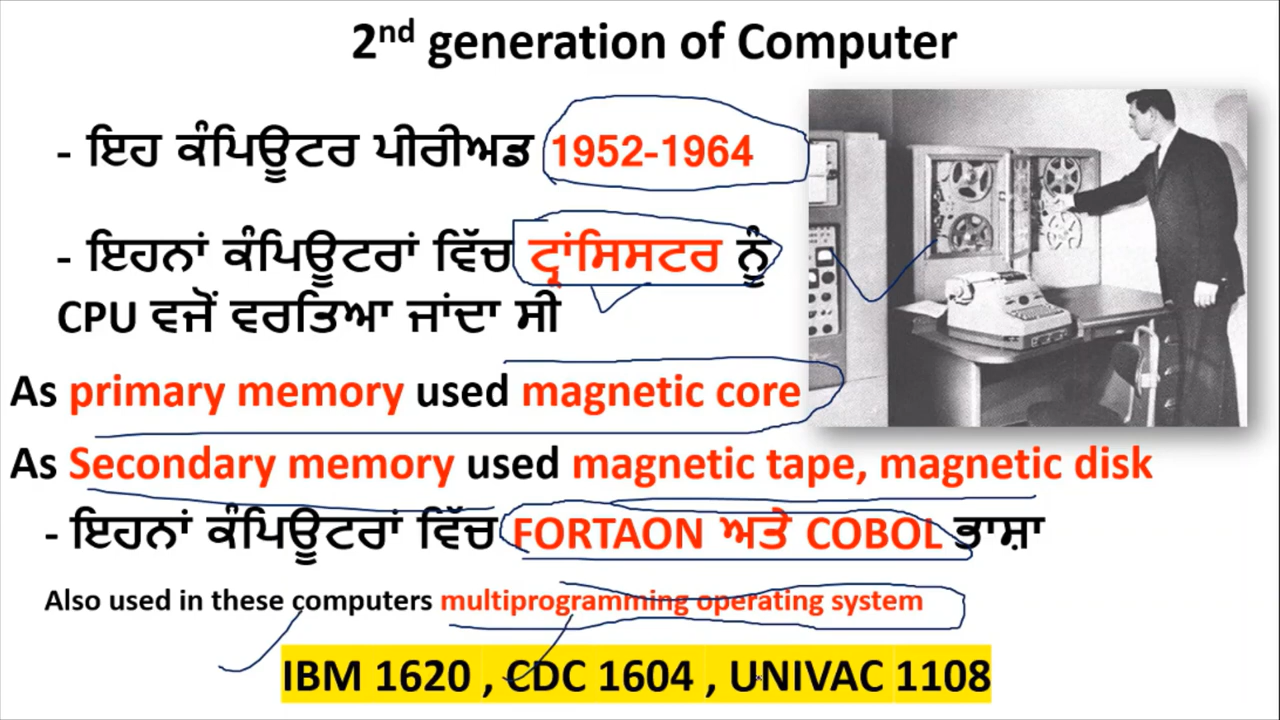 2nd generation of Computer
- ਇਹ ਕੰਪਿਊਟਰ ਪੀਰੀਅਡ 1952-1964
- ਇਹਨਾਂ ਕੰਪਿਊਟਰਾਂ ਵਿੱਚ ਟ੍ਰਾਂਸਿਸਟਰ ਨੂੰ
CPU ਵਜੋਂ ਵਰਤਿਆ ਜਾਂਦਾ ਸੀ
As primary memory used magnetic core
As Secondary memory used magnetic tape, magnetic disk
- ਇਹਨਾਂ ਕੰਪਿਊਟਰਾਂ ਵਿੱਚ FORTAON ਅਤੇ COBOL ਭਾਸ਼ਾ
Also used in these computers multiprogramming operating system
IBM 1620 , CDC 1604 , UNIVAC 1108